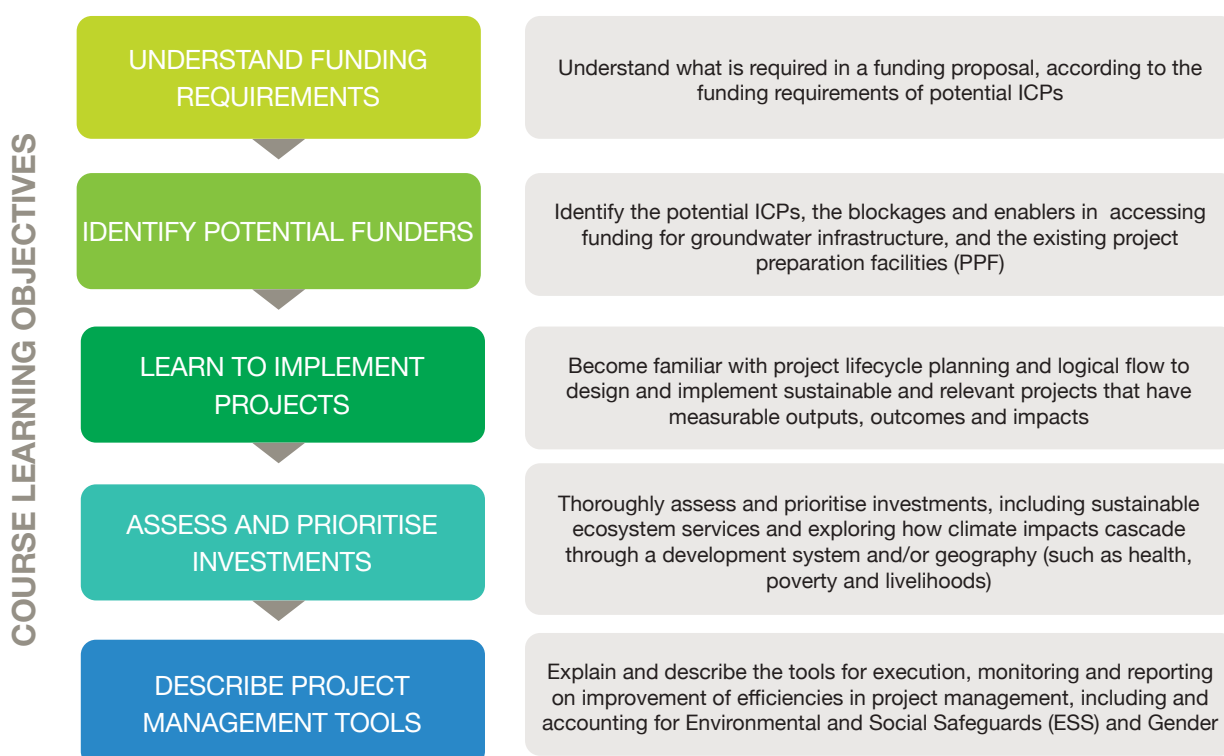 COURSE LEARNING OBJECTIVES
UNDERSTAND FUNDING
REQUIREMENTS
Understand what is required in a funding proposal, according to the
funding requirements of potential ICPs
IDENTIFY POTENTIAL FUNDERS
Identify the potential ICPs, the blockages and enablers in accessing
funding for groundwater infrastructure, and the existing project
preparation facilities (PPF)
LEARN TO IMPLEMENT
PROJECTS
Become familiar with project lifecycle planning and logical flow to
design and implement sustainable and relevant projects that have
measurable outputs, outcomes and impacts
ASSESS AND PRIORITISE
INVESTMENTS
Thoroughly assess and prioritise investments, including sustainable
ecosystem services and exploring how climate impacts cascade
through a development system and/or geography (such as health,
poverty and livelihoods)
DESCRIBE PROJECT
MANAGEMENT TOOLS
Explain and describe the tools for execution, monitoring and reporting
on improvement of efficiencies in project management, including and
accounting for Environmental and Social Safeguards (ESS) and Gender